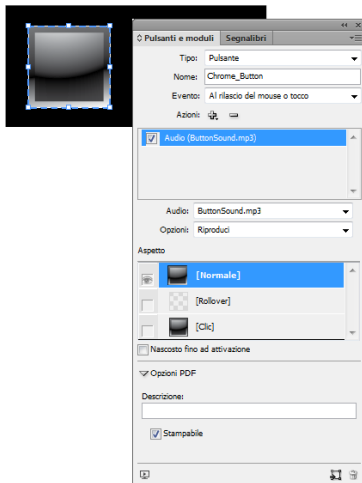 Pulsanti e moduli Segnalibri
Tipo: Pulsante
Nome: Chrome_Button
Evento: Al rilascio del mouse o tocco
Azioni:
Audio (ButtonSound.mp3)
Audio: ButtonSound.mp3
Opzioni: Riproduci
Aspetto
[Normale]
[Rollover]
[Clic]
Nascosto fino ad attivazione
Opzioni PDF
Descrizione:
Stampabile